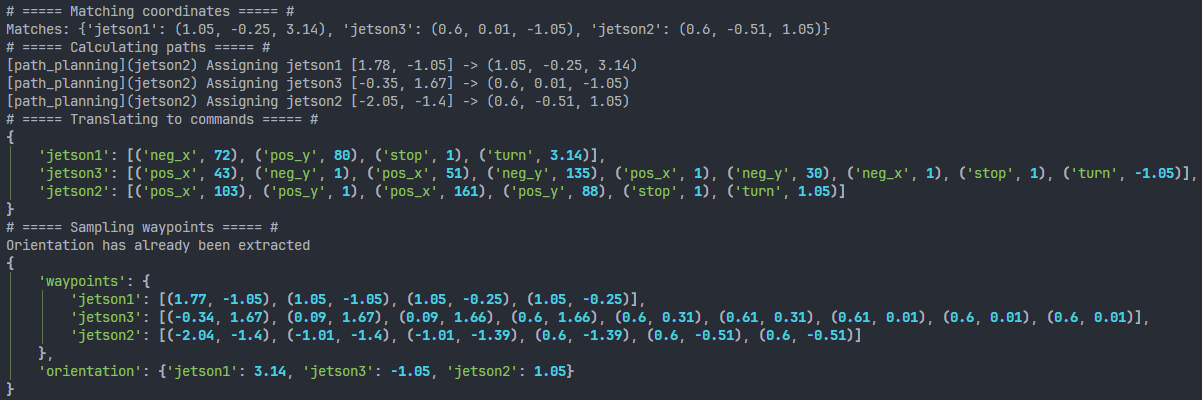 # ===== Matching coordinates ===== #
Matches: {'jetson1': (1.05, -0.25, 3.14), 'jetson3': (0.6, 0.01, -1.05), 'jetson2': (0.6, -0.51, 1.05)}
# ===== Calculating paths ===== #
[path_planning](jetson2) Assigning jetson1 [1.78, -1.05] -> (1.05, -0.25, 3.14)
[path_planning](jetson2) Assigning jetson3 [-0.35, 1.67] -> (0.6, 0.01, -1.05)
[path_planning](jetson2) Assigning jetson2 [-2.05, -1.4] -> (0.6, -0.51, 1.05)
# ===== Translating to commands ===== #
{
    'jetson1': [('neg_x', 72), ('pos_y', 80), ('stop', 1), ('turn', 3.14)],
    'jetson3': [('pos_x', 43), ('neg_y', 1), ('pos_x', 51), ('neg_y', 135), ('pos_x', 1), ('neg_y', 30), ('neg_x', 1), ('stop', 1), ('turn', -1.05)],
    'jetson2': [('pos_x', 103), ('pos_y', 1), ('pos_x', 161), ('pos_y', 88), ('stop', 1), ('turn', 1.05)]
}
# ===== Sampling waypoints ===== #
Orientation has already been extracted
{
    'waypoints': {
        'jetson1': [(1.77, -1.05), (1.05, -1.05), (1.05, -0.25), (1.05, -0.25)],
        'jetson3': [(-0.34, 1.67), (0.09, 1.67), (0.09, 1.66), (0.6, 1.66), (0.6, 0.31), (0.61, 0.31), (0.61, 0.01), (0.6, 0.01), (0.6, 0.01)],
        'jetson2': [(-2.04, -1.4), (-1.01, -1.4), (-1.01, -1.39), (0.6, -1.39), (0.6, -0.51), (0.6, -0.51)]
    },
    'orientation': {'jetson1': 3.14, 'jetson3': -1.05, 'jetson2': 1.05}
}